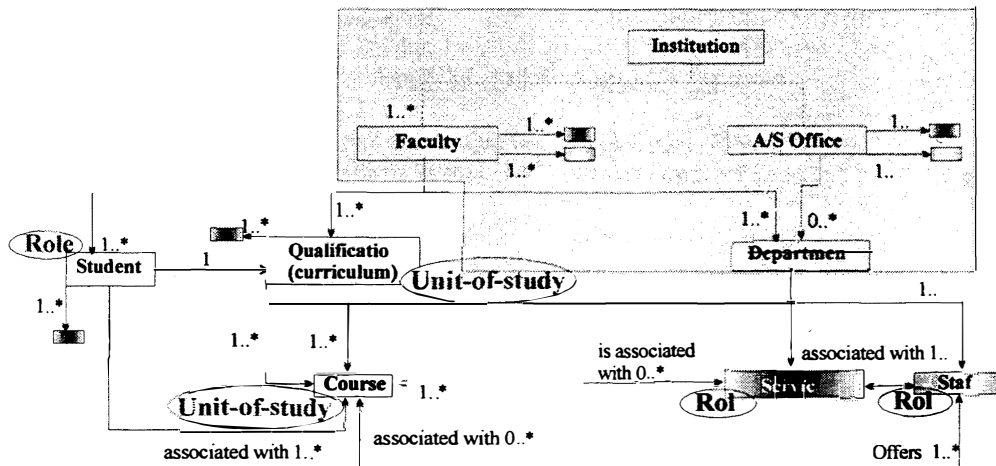 Institution
1..*
Faculty
1..*
1..*
A/S Office
1..
1..
1..*
1..*
1..*
0..*
Role
1..*
Student
1
Qualificatio
(curriculum)
Departmen
Unit-of-study
1..*
1..
1..*
1..*
is associated
with 0..*
associated with 1..
Course
1..*
Staf
Unit-of-study
Rol
Rol
associated with 1..*
associated with 0..*
Offers 1..*